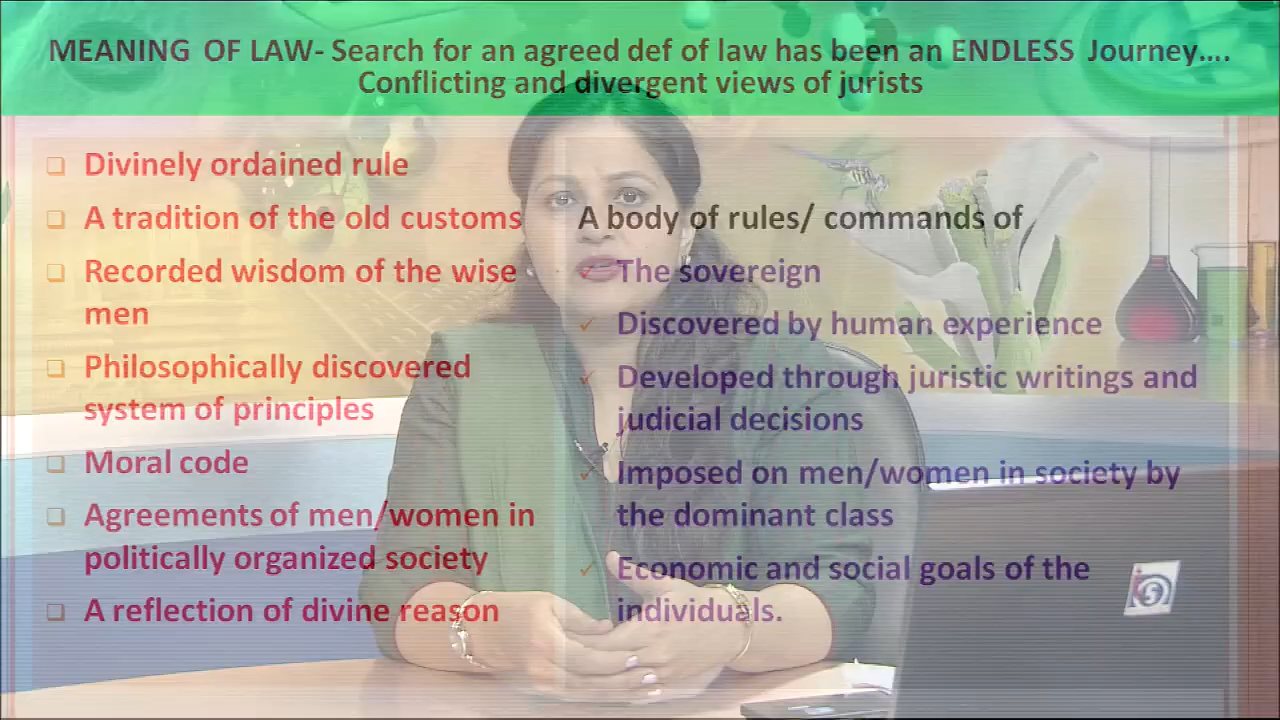 MEANING OF LAW- Search for an agreed def of law has been an ENDLESS Journey….
Conflicting and divergent views of jurists
Divinely ordained rule
A tradition of the old customs
Recorded wisdom of the wise
men
Philosophically discovered
system of principles
Moral code
Agreements of men/women in
politically organized society
A reflection of divine reason
A body of rules/ commands of
The sovereign
Discovered by human experience
Developed through juristic writings and
judicial decisions
Imposed on men/women in society by
the dominant class
Economic and social goals of the
individuals.